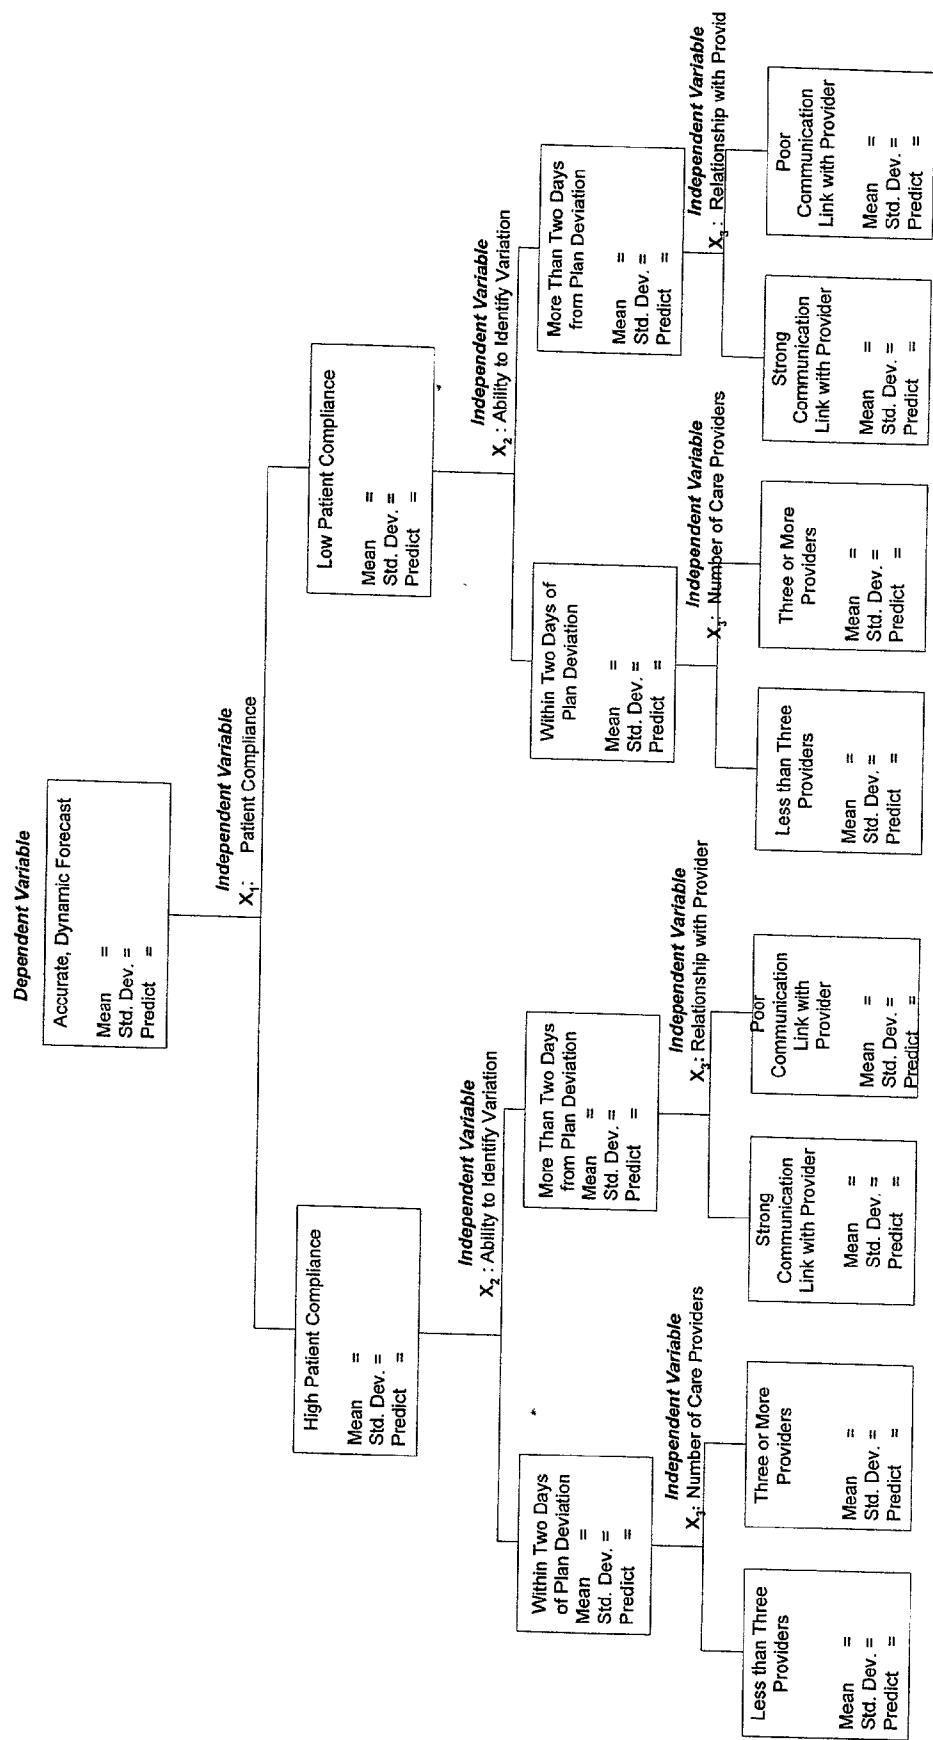 Dependent Variable
Accurate, Dynamic Forecast
Mean =
Std. Dev. =
Predict =
Independent Variable
X1: Patient Compliance
High Patient Compliance
Mean =
Std. Dev. =
Predict =
Low Patient Compliance
Mean =
Std. Dev. =
Predict =
Independent Variable
X2 : Ability to Identify Variation
Independent Variable
X2 : Ability to Identify Variation
Within Two Days
of Plan Deviation
Mean =
Std. Dev. =
Predict =
More Than Two Days
from Plan Deviation
Mean =
Std. Dev. =
Predict =
Within Two Days of
Plan Deviation
Mean =
Std. Dev. =
Predict =
More Than Two Days
from Plan Deviation
Mean =
Std. Dev. =
Predict =
Independent Variable
X3: Number of Care Providers
Independent Variable
X3: Relationship with Provider
Independent Variable
X3: Number of Care Providers
Independent Variable
X3 : Relationship with Provid
Less than Three
Providers
Mean =
Std. Dev. =
Predict =
Three or More
Providers
Mean =
Std. Dev. =
Predict =
Strong
Communication
Link with Provider
Mean =
Std. Dev. =
Predict =
Poor
Communication
Link with
Provider
Mean =
Std. Dev. =
Predict =
Less than Three
Providers
Mean =
Std. Dev. =
Predict =
Three or More
Providers
Mean =
Std. Dev. =
Predict =
Strong
Communication
Link with Provider
Mean =
Std. Dev. =
Predict =
Poor
Communication
Link with Provider
Mean =
Std. Dev. =
Predict =